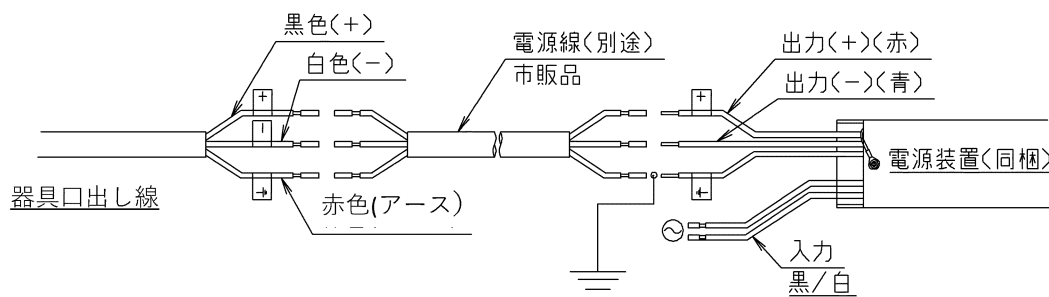 黒色(+)
白色(−)
電源線(別途)
市販品
出力(+)(赤)
出力(−)(青)
+
−
+
電源装置(同梱)
器具口出し線
赤色(アース)
入力
黒/白